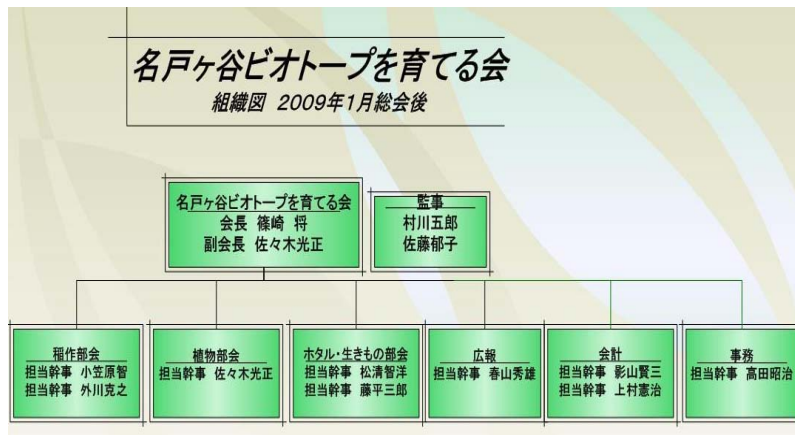 名戸ヶ谷ビオトープを育てる会
組織図 2009年1月総会後
名戸ヶ谷ビオトープを育てる会
会長 篠崎 将
副会長 佐々木光正
監事
村川五郎
佐藤郁子
稲作部会
担当幹事 小笠原智
担当幹事 外川克之
植物部会
担当幹事 佐々木光正
ホタル・生きもの部会
担当幹事 松清智洋
担当幹事 藤平三郎
広報
担当幹事 春山秀雄
会計
担当幹事 影山賢三
担当幹事 上村憲治
事務
担当幹事 高田昭治